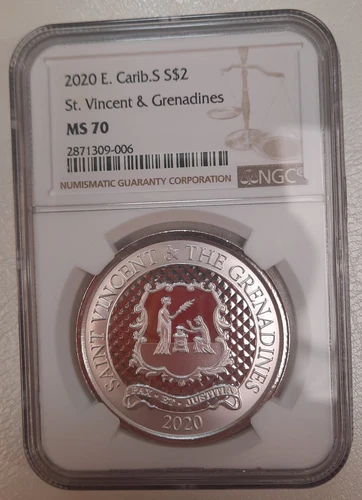 2020 E. Carib.S S$2
St. Vincent & Grenadines
MS 70
2871309-006
NUMISMATIC GUARANTY CORPORATION
NGC
SAINT VINCENT & THE GRENADINES
PAX • ET • JUSTITIA
2020